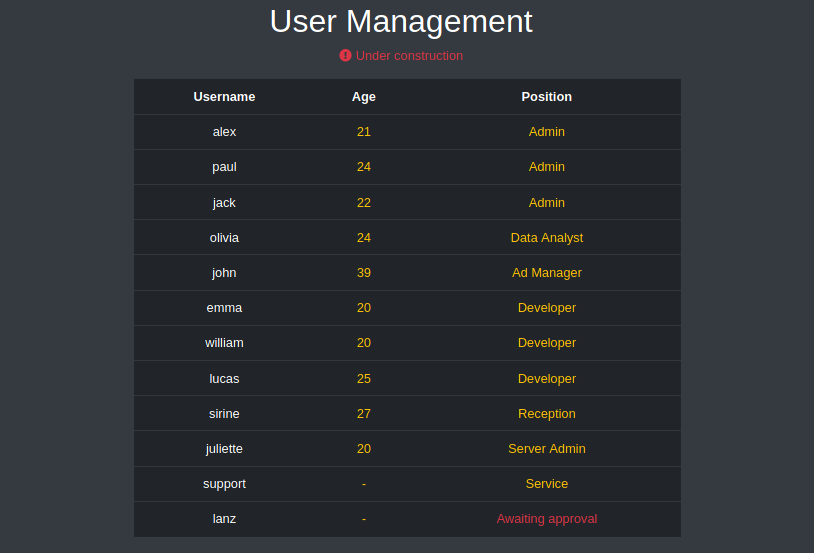 User Management
Under construction
Username Age Position
alex 21 Admin
paul 24 Admin
jack 22 Admin
olivia 24 Data Analyst
john 39 Ad Manager
emma 20 Developer
william 20 Developer
lucas 25 Developer
sirine 27 Reception
juliette 20 Server Admin
support - Service
lanz - Awaiting approval